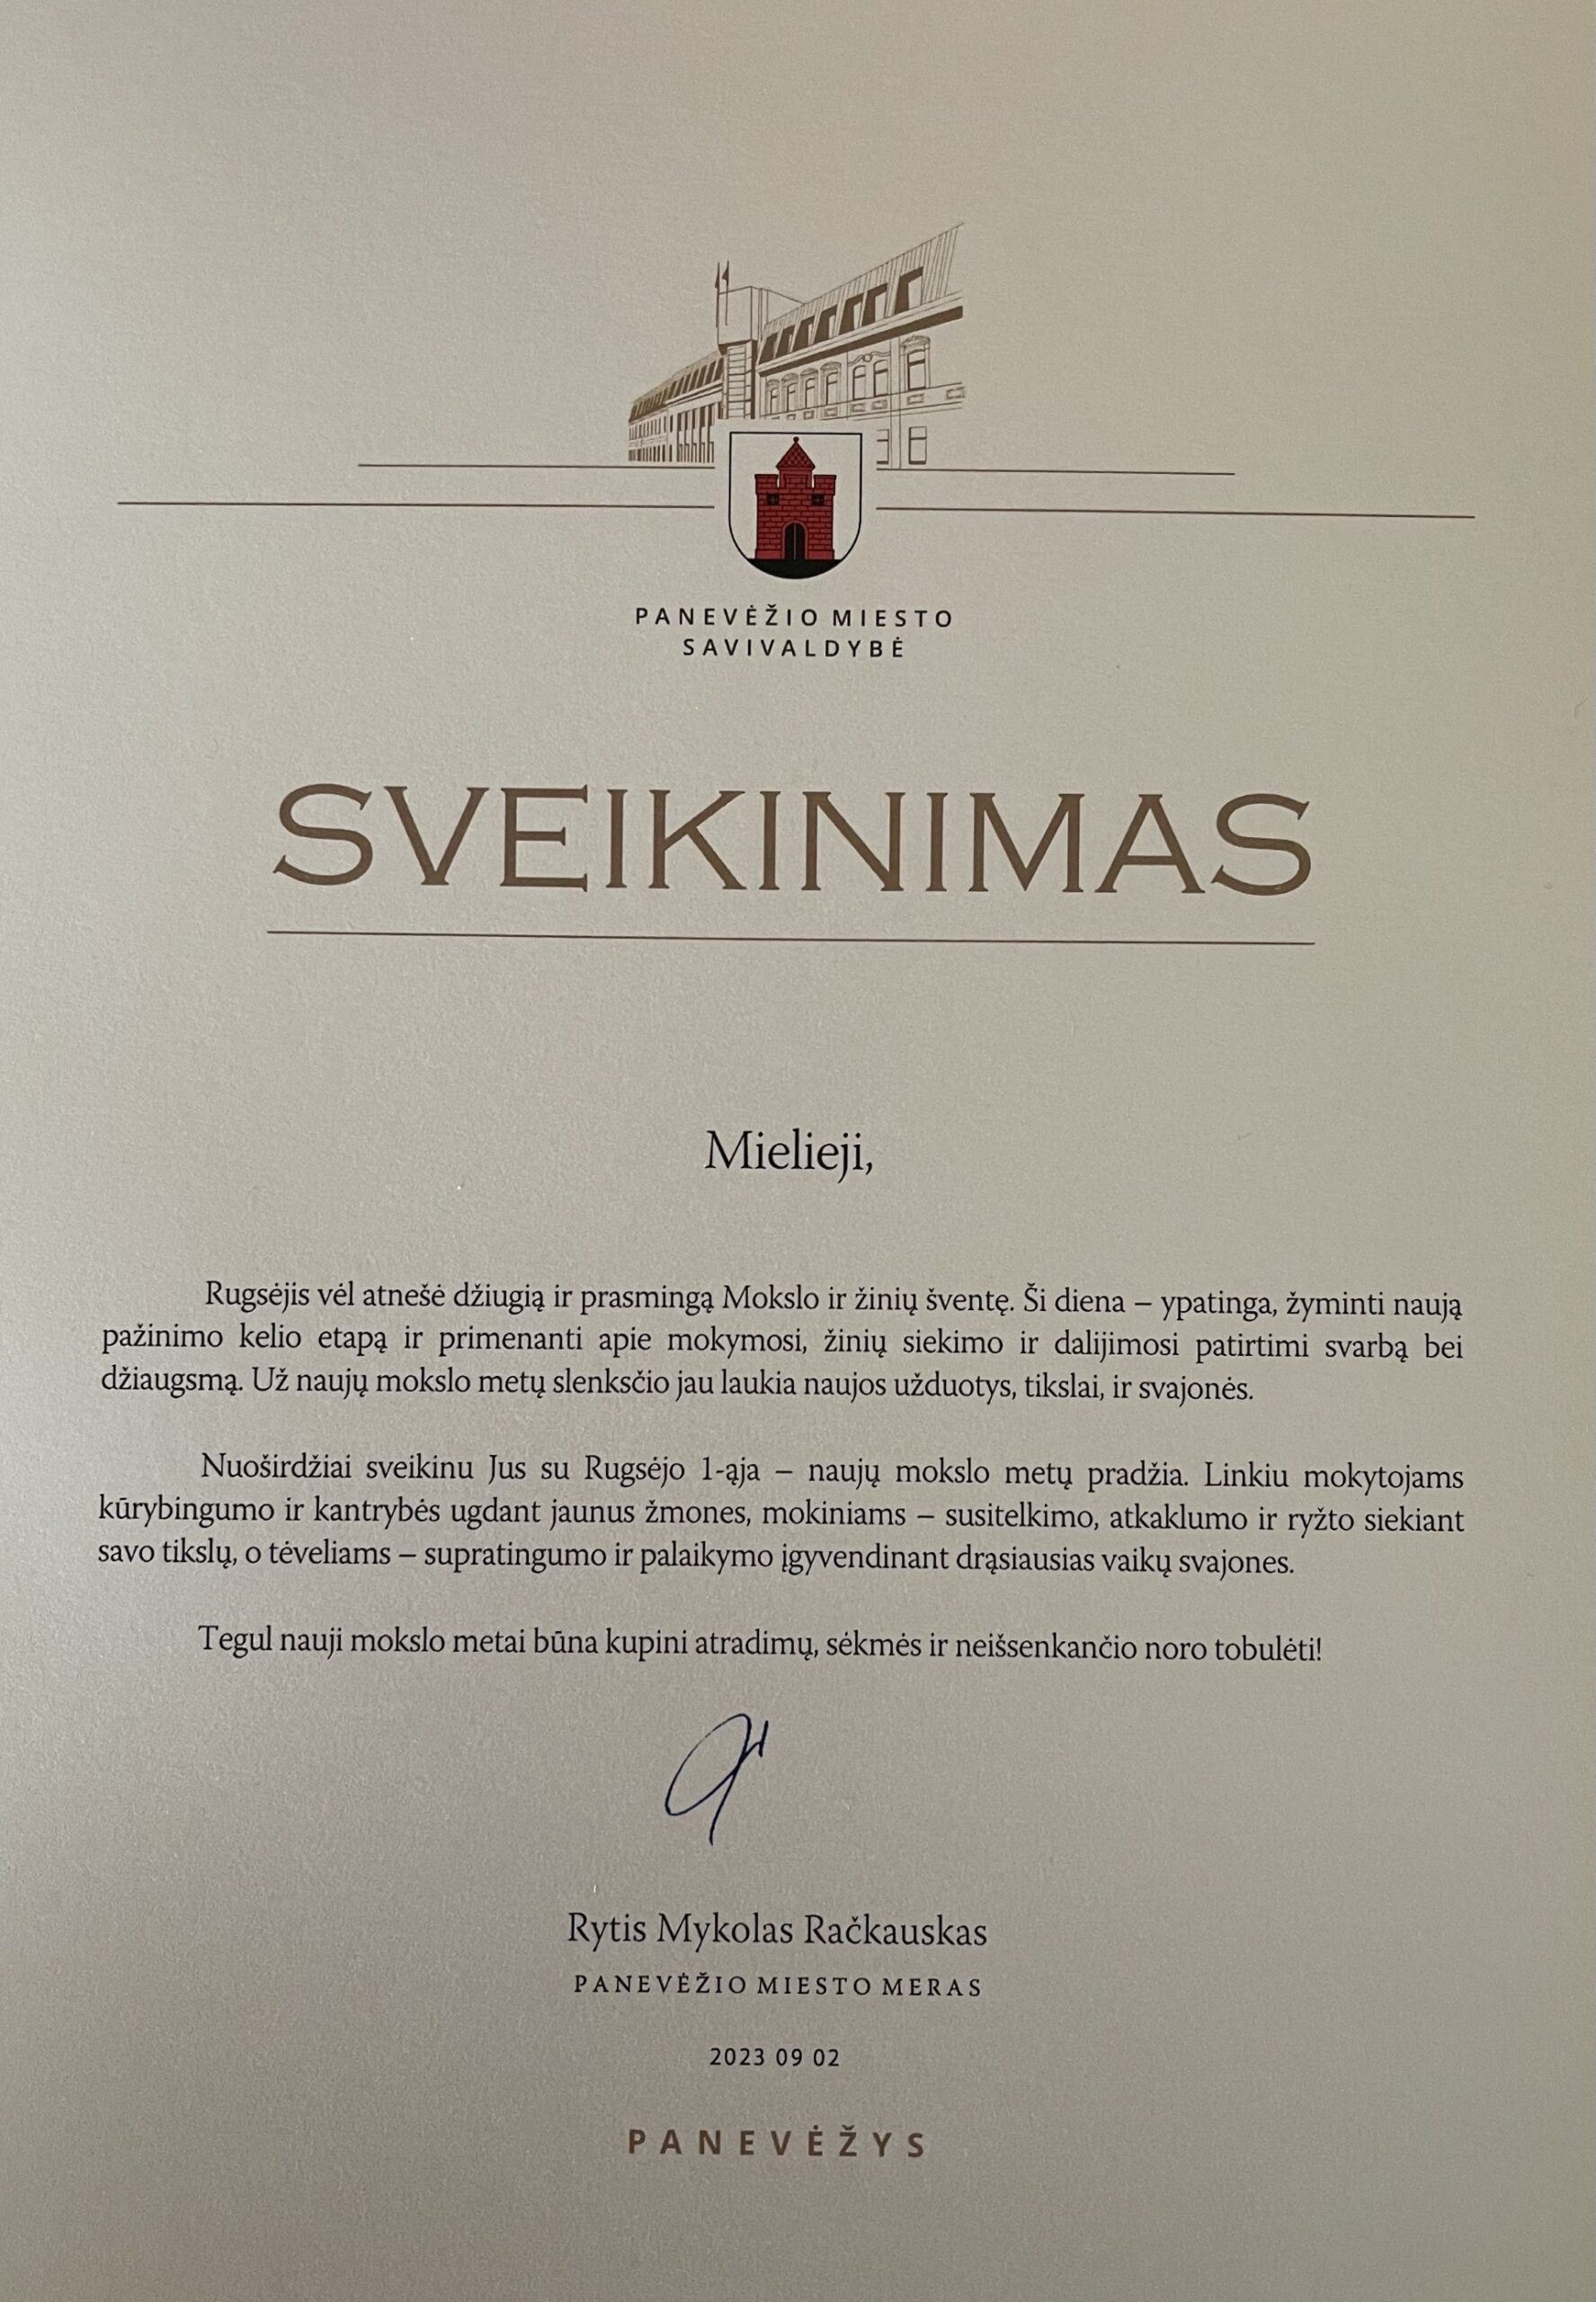 PANEVĖŽIO MIESTO
SAVIVALDYBĖ
SVEIKINIMAS
Mielieji,
Rugsėjis vėl atnešė džiugią ir prasmingą Mokslo ir žinių šventę. Ši diena – ypatinga, žyminti naują
pažinimo kelio etapą ir primenanti apie mokymosi, žinių siekimo ir dalijimosi patirtimi svarbą bei
džiaugsmą. Už naujų mokslo metų slenksčio jau laukia naujos užduotys, tikslai, ir svajonės.
Nuoširdžiai sveikinu Jus su Rugsėjo 1-ąja – naujų mokslo metų pradžia. Linkiu mokytojams
kūrybingumo ir kantrybės ugdant jaunus žmones, mokiniams – susitelkimo, atkaklumo ir ryžto siekiant
savo tikslų, o tėveliams – supratingumo ir palaikymo įgyvendinant drąsiausias vaikų svajones.
Tegul nauji mokslo metai būna kupini atradimų, sėkmės ir neišsenkančio noro tobulėti!
Rytis Mykolas Račkauskas
PANEVĖŽIO MIESTO MERAS
2023 09 02
PANEVĖŽYS